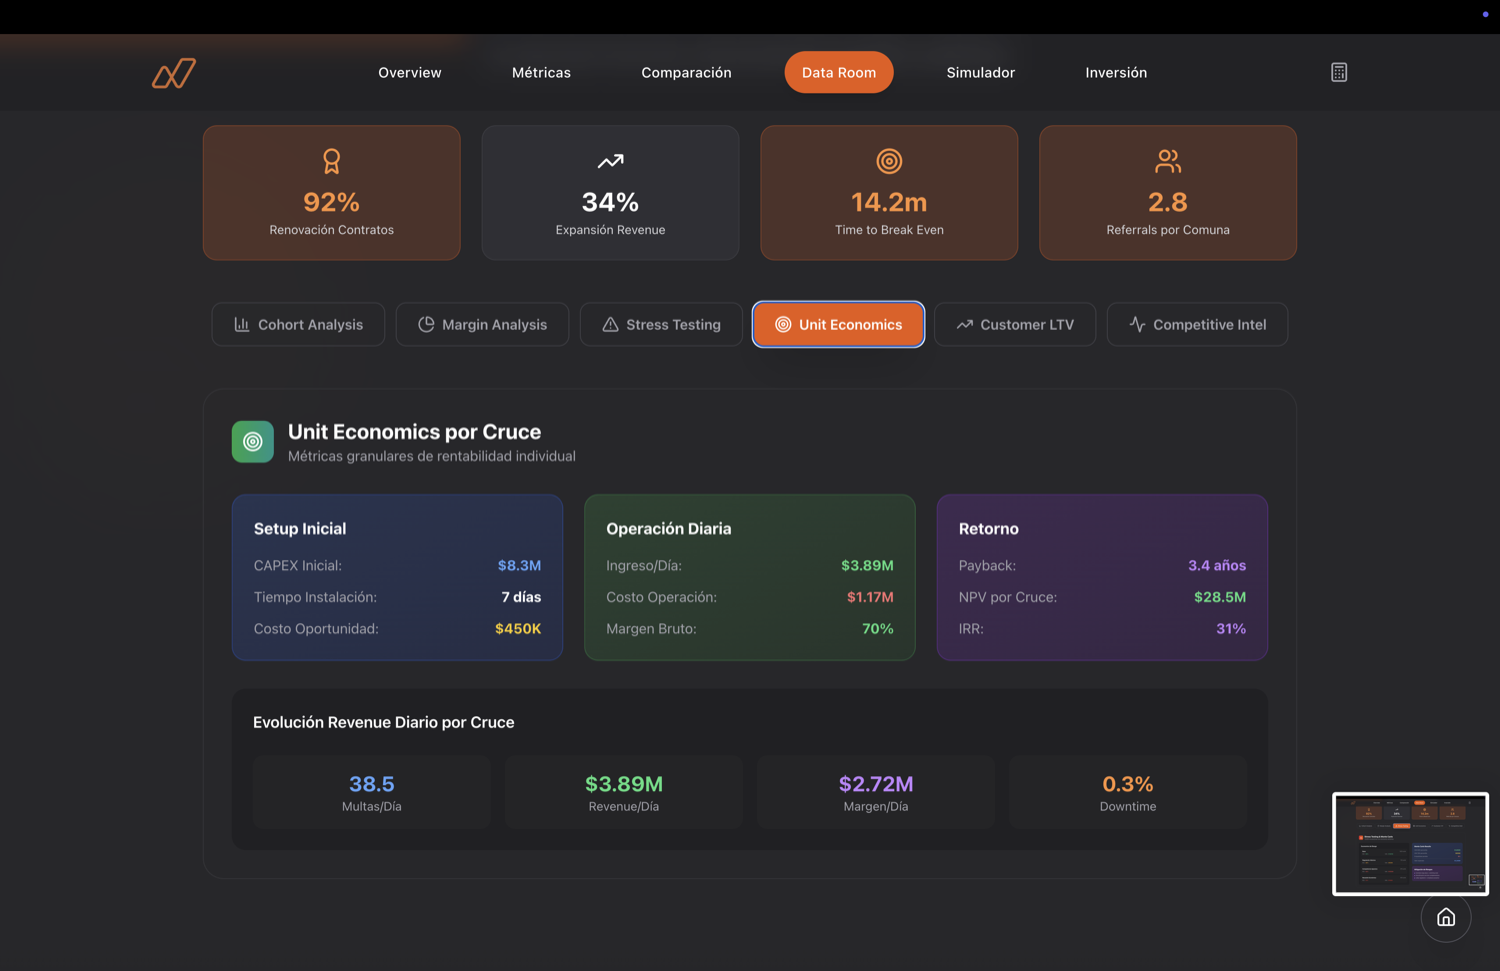 Overview Métricas Comparación Data Room Simulador Inversión
92%
Renovación Contratos
34%
Expansión Revenue
14.2m
Time to Break Even
2.8
Referrals por Comuna
Cohort Analysis Margin Analysis Stress Testing Unit Economics Customer LTV Competitive Intel
Unit Economics por Cruce
Métricas granulares de rentabilidad individual
Setup Inicial
CAPEX Inicial: $8.3M
Tiempo Instalación: 7 días
Costo Oportunidad: $450K
Operación Diaria
Ingreso/Día: $3.89M
Costo Operación: $1.17M
Margen Bruto: 70%
Retorno
Payback: 3.4 años
NPV por Cruce: $28.5M
IRR: 31%
Evolución Revenue Diario por Cruce
38.5
Multas/Día
$3.89M
Revenue/Día
$2.72M
Margen/Día
0.3%
Downtime